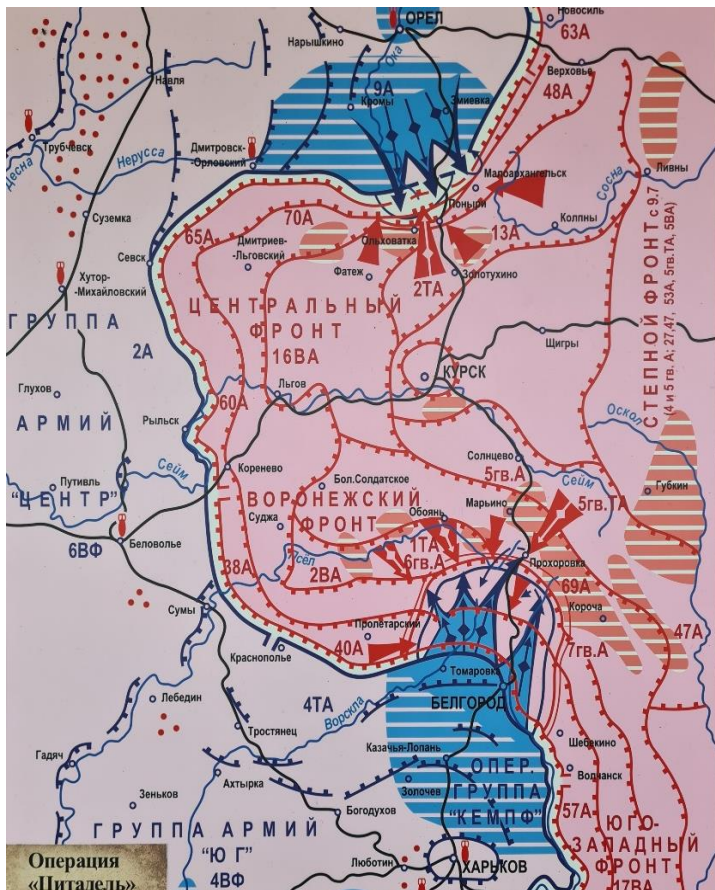 НОВОСИЛЬ
ОРЕЛ
63А
Нарышкино
Ока
Верховье
Навля
9А
48А
Кромы
Змиевка
Трубчевск
Десна
Нерусса
Дмитровск-
Орловский
Малоархангельск
Сосна
Ливны
Суземка
70А
Поныри
65А
13А
Колпны
Ольховатка
Севск
Дмитриев-
Льговский
Фатеж
Золотухино
Хутор-
Михайловский
2ТА
ЦЕНТРАЛЬНЫЙ
ФРОНТ
16ВА
СТЕПНОЙ ФРОНТ с 9,7
(4 и 5 гв. А; 27,47, 53А, 5гв.ТА, 5ВА)
ГРУППА
АРМИЙ
"ЦЕНТР"
2А
Щигры
КУРСК
Глухов
Льгов
60А
Рыльск
Оскол
Солнцево
Кореново
5гв.А
Сейм
Сейм
Путивль
Бол.Солдатское
Губкин
ВОРОНЕЖСКИЙ
ФРОНТ
Марьино
5гв.ТА
Суджа
Обоянь
6ВФ
Беловолье
1ТА
6гв.А
Псел
Прохоровка
38А
2ВА
69А
Короча
Сумы
Пролетарский
47А
40А
7гв.А
Краснополье
Томаровка
4ТА
Лебедин
Ворскла
БЕЛГОРОД
Тростянец
Шебекино
Гадяч
Казачья-Лопань
Ахтырка
ОПЕР.
ГРУППА
"КЕМПФ"
Волчанск
Золочев
Зеньков
57А
Богодухов
ГРУППА АРМИЙ
"ЮГ"
4ВФ
ЮГО-
ЗАПАДНЫЙ
ФРОНТ
17ВА
Люботин
ХАРЬКОВ
Операция
«Цитадель»